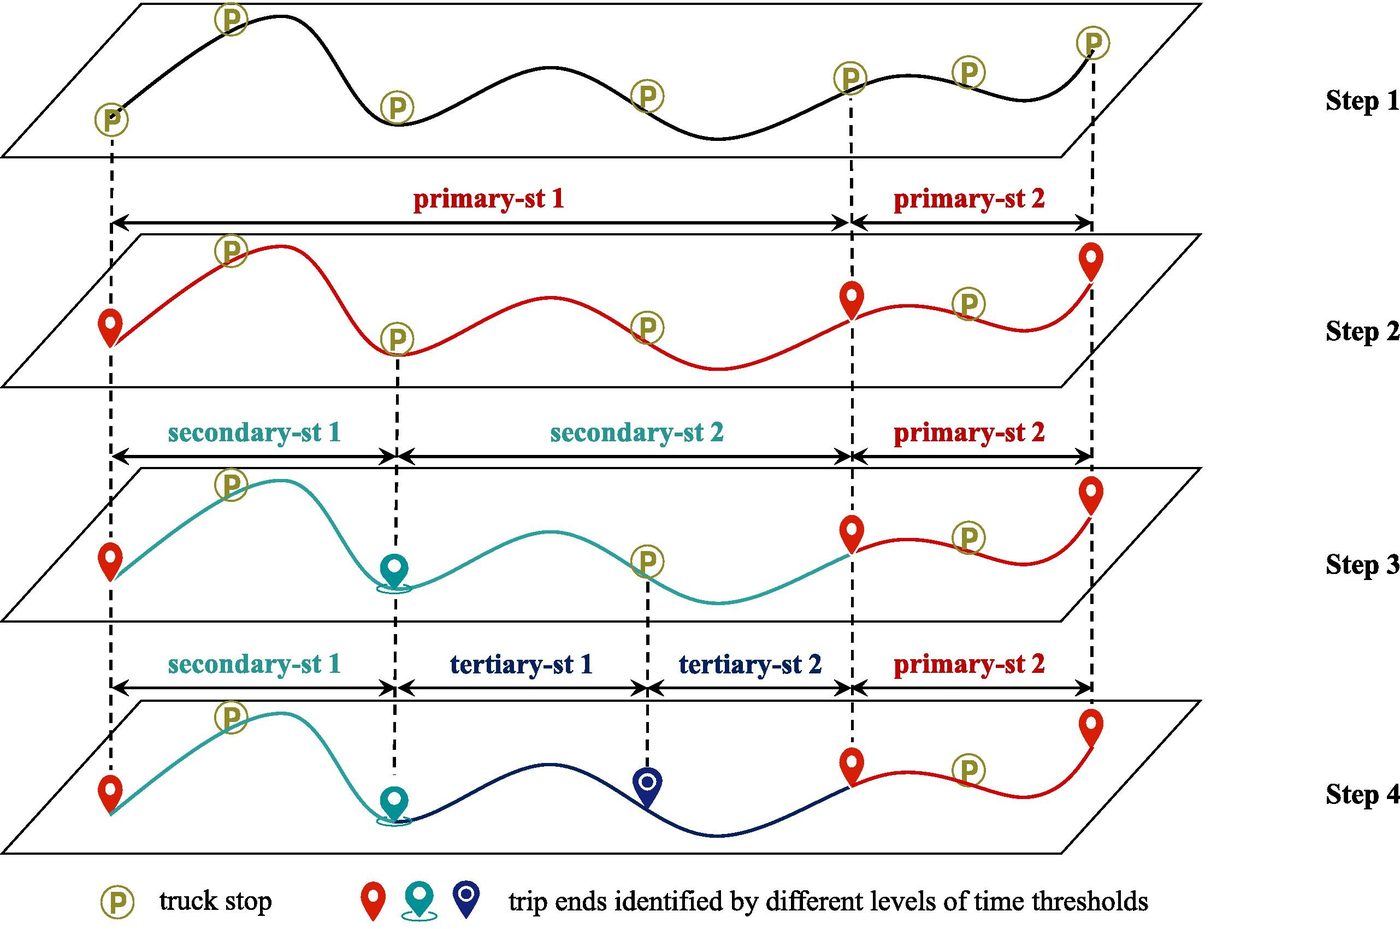 P P P P P P P
Step 1
primary-st 1 primary-st 2
P P P P
Step 2
secondary-st 1 secondary-st 2 primary-st 2
P P P
Step 3
secondary-st 1 tertiary-st 1 tertiary-st 2 primary-st 2
P P
Step 4
P truck stop trip ends identified by different levels of time thresholds